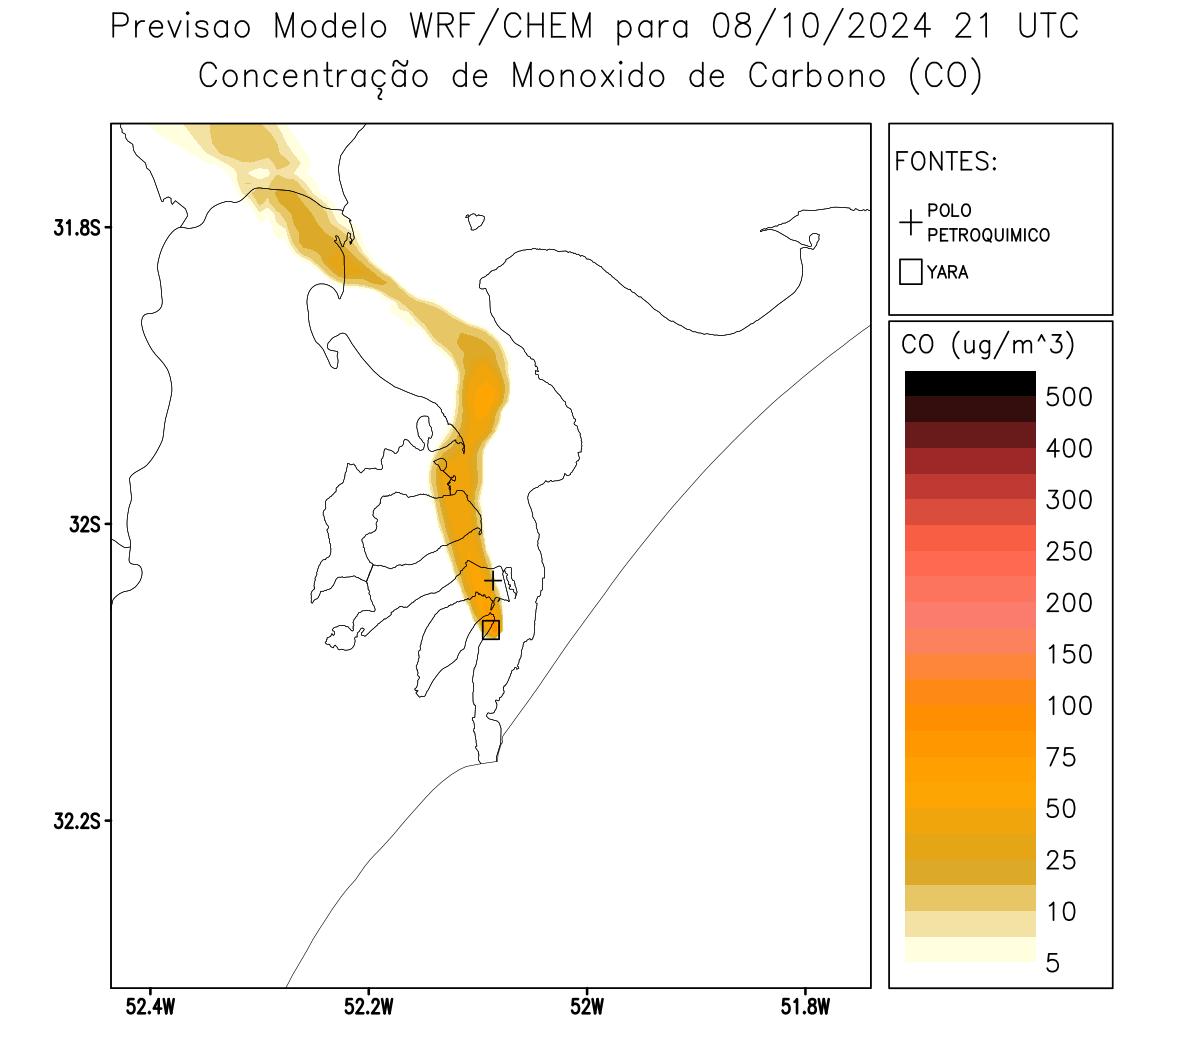 Previsao Modelo WRF/CHEM para 08/10/2024 21 UTC
Concentração de Monoxido de Carbono (CO)
FONTES:
POLO
PETROQUIMICO
YARA
CO (ug/m^3)
500
400
300
250
200
150
100
75
50
25
10
5
31.8S
32S
32.2S
52.4W
52.2W
52W
51.8W